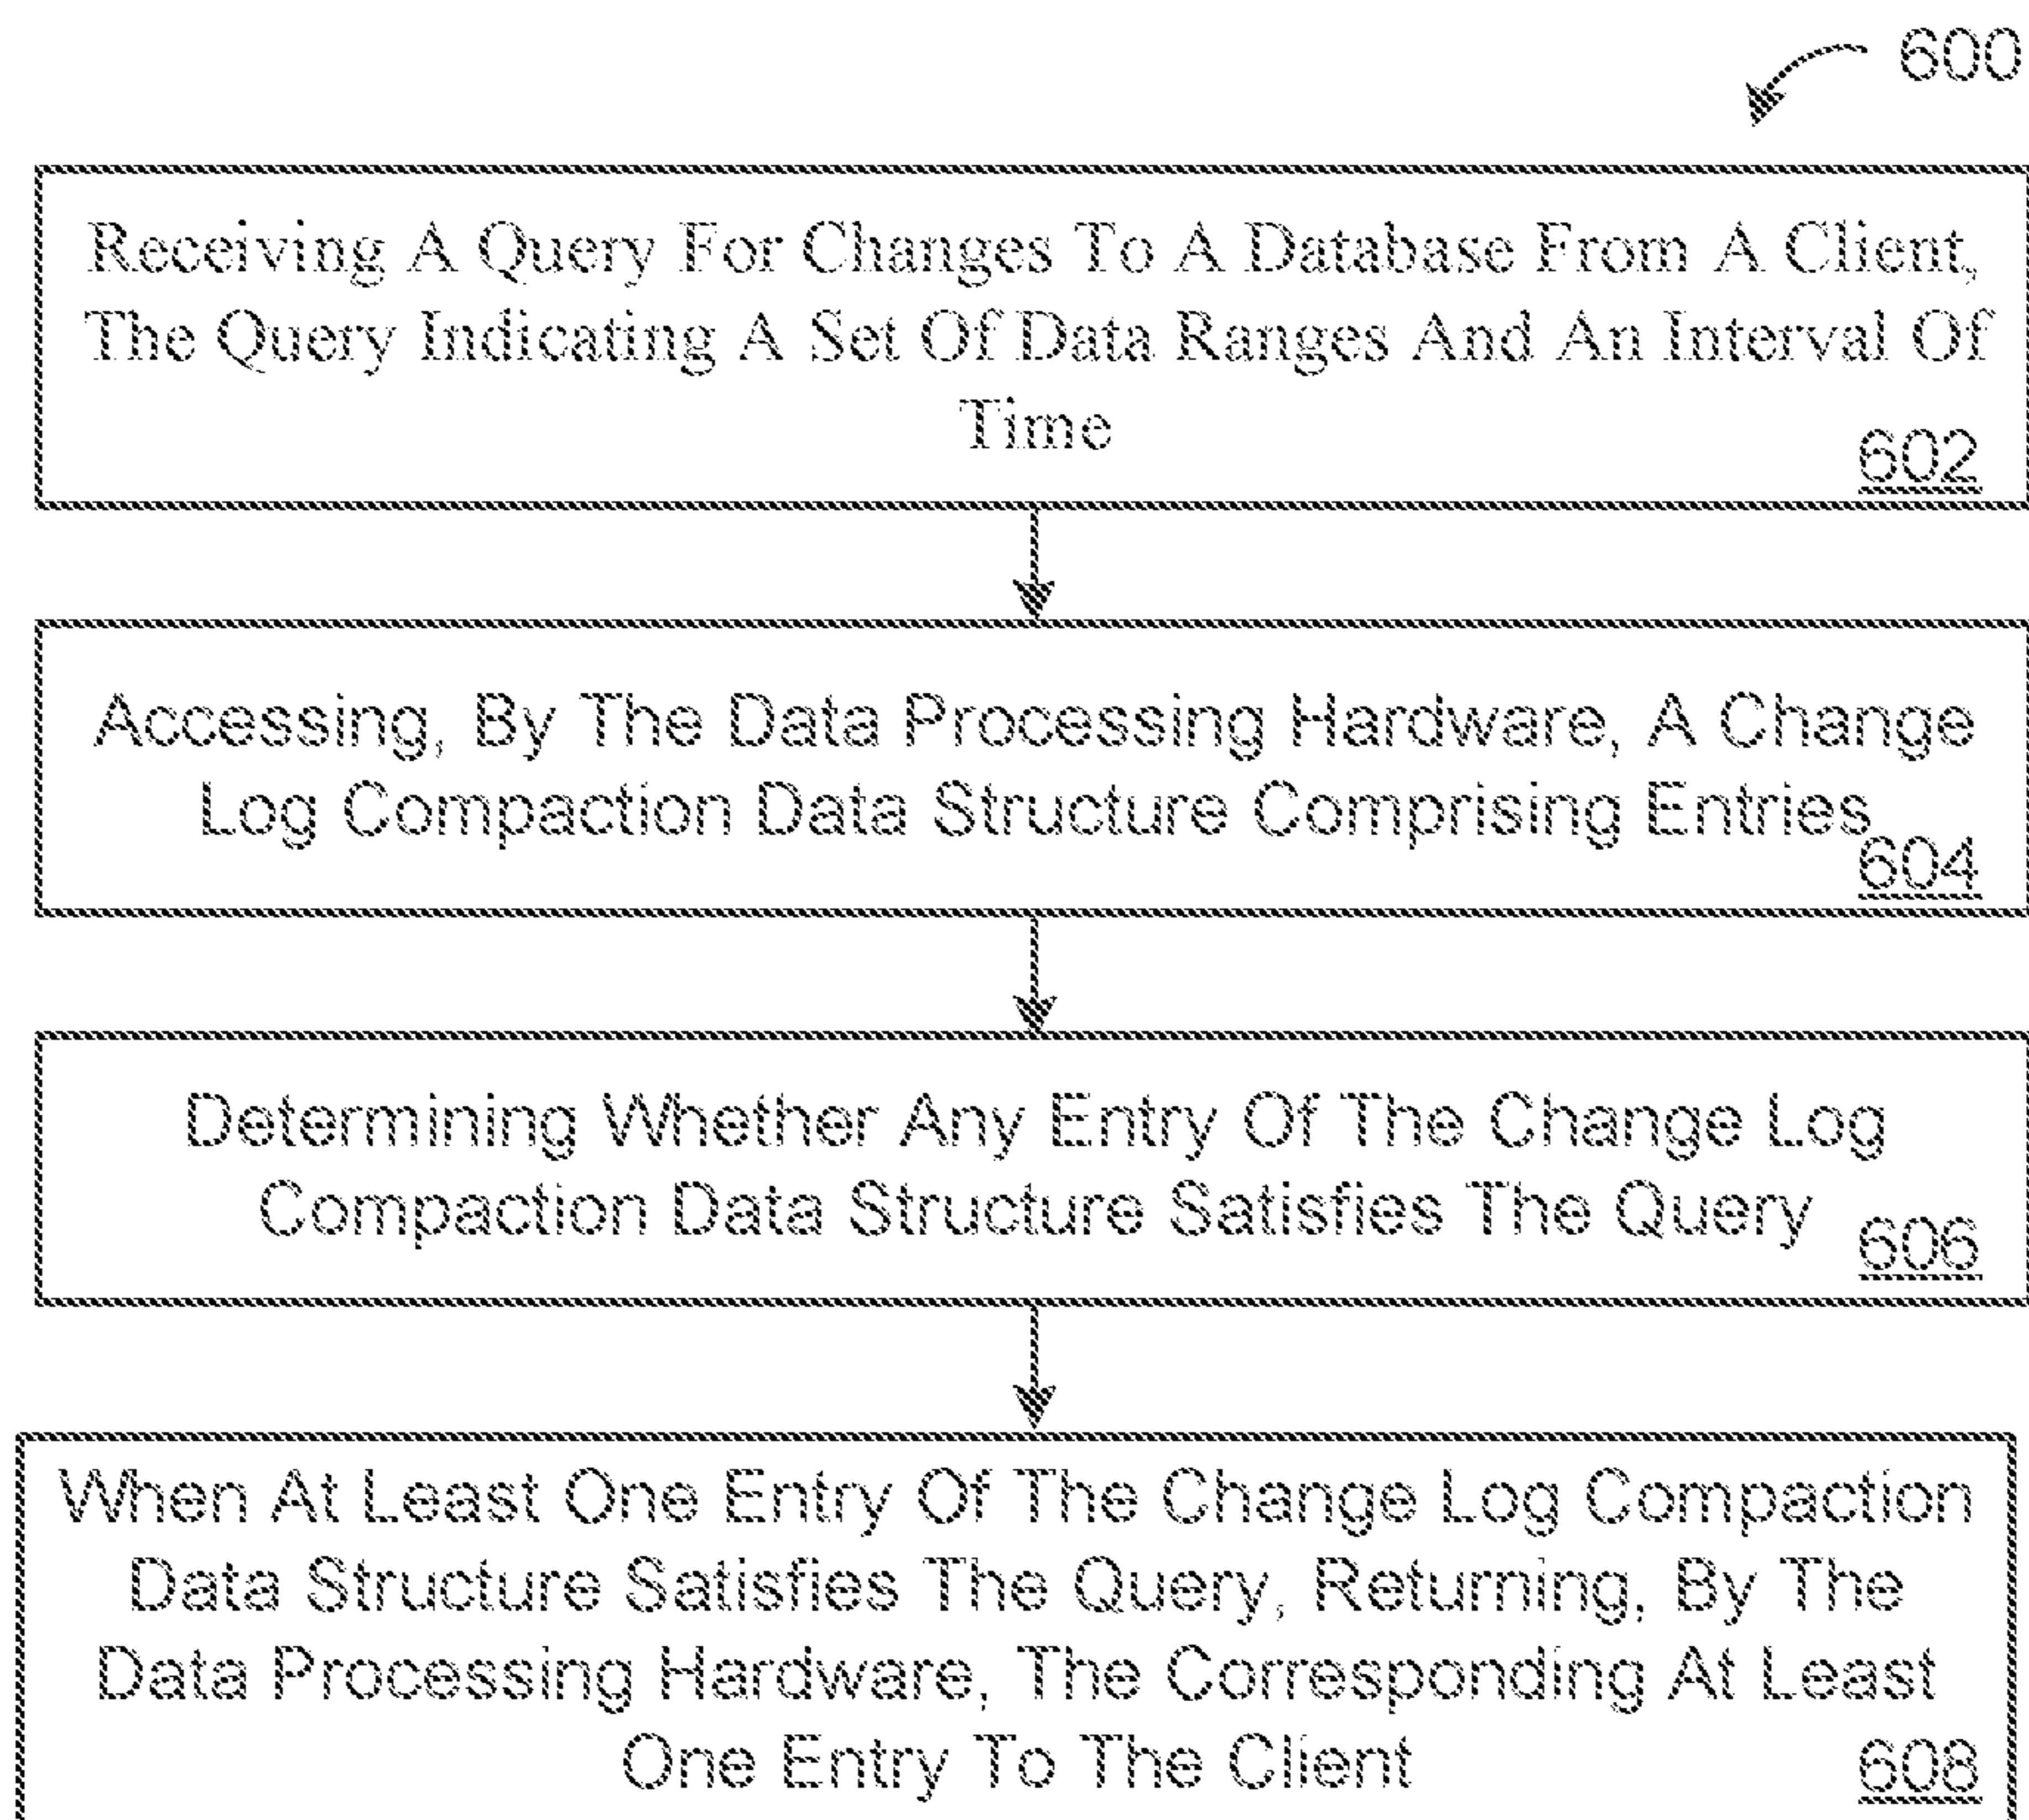 600
Receiving A Query For Changes To A Database From A Client,
The Query Indicating A Set Of Data Ranges And An Interval Of
Time
602
Accessing, By The Data Processing Hardware, A Change
Log Compaction Data Structure Comprising Entries
604
Determining Whether Any Entry Of The Change Log
Compaction Data Structure Satisfies The Query
606
When At Least One Entry Of The Change Log Compaction
Data Structure Satisfies The Query, Returning, By The
Data Processing Hardware, The Corresponding At Least
One Entry To The Client
608